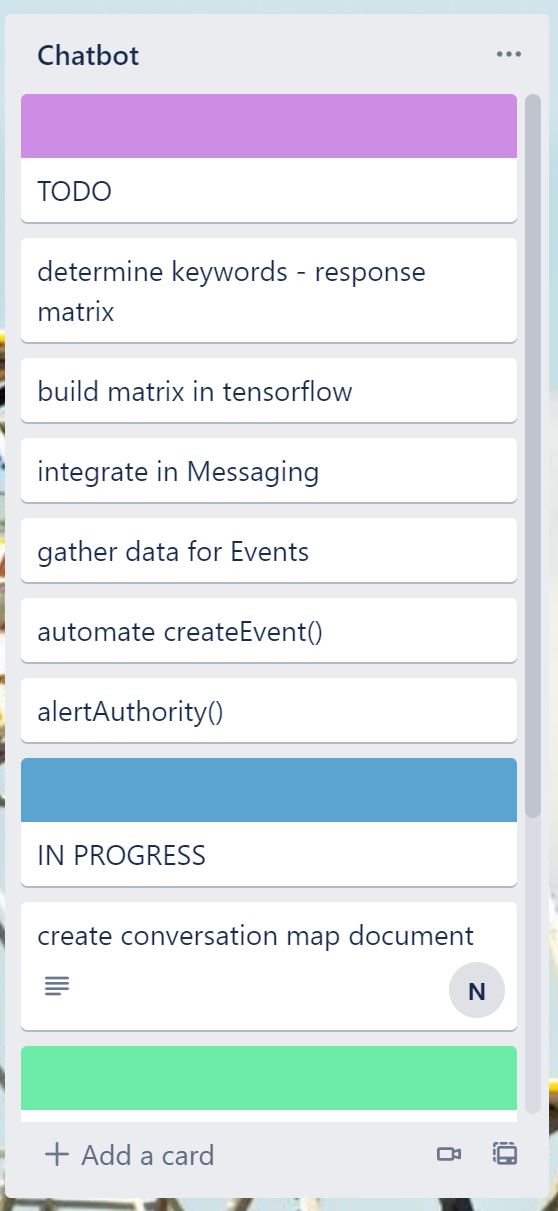 Chatbot
TODO
determine keywords - response
matrix
build matrix in tensorflow
integrate in Messaging
gather data for Events
automate createEvent()
alertAuthority()
IN PROGRESS
create conversation map document
N
Add a card